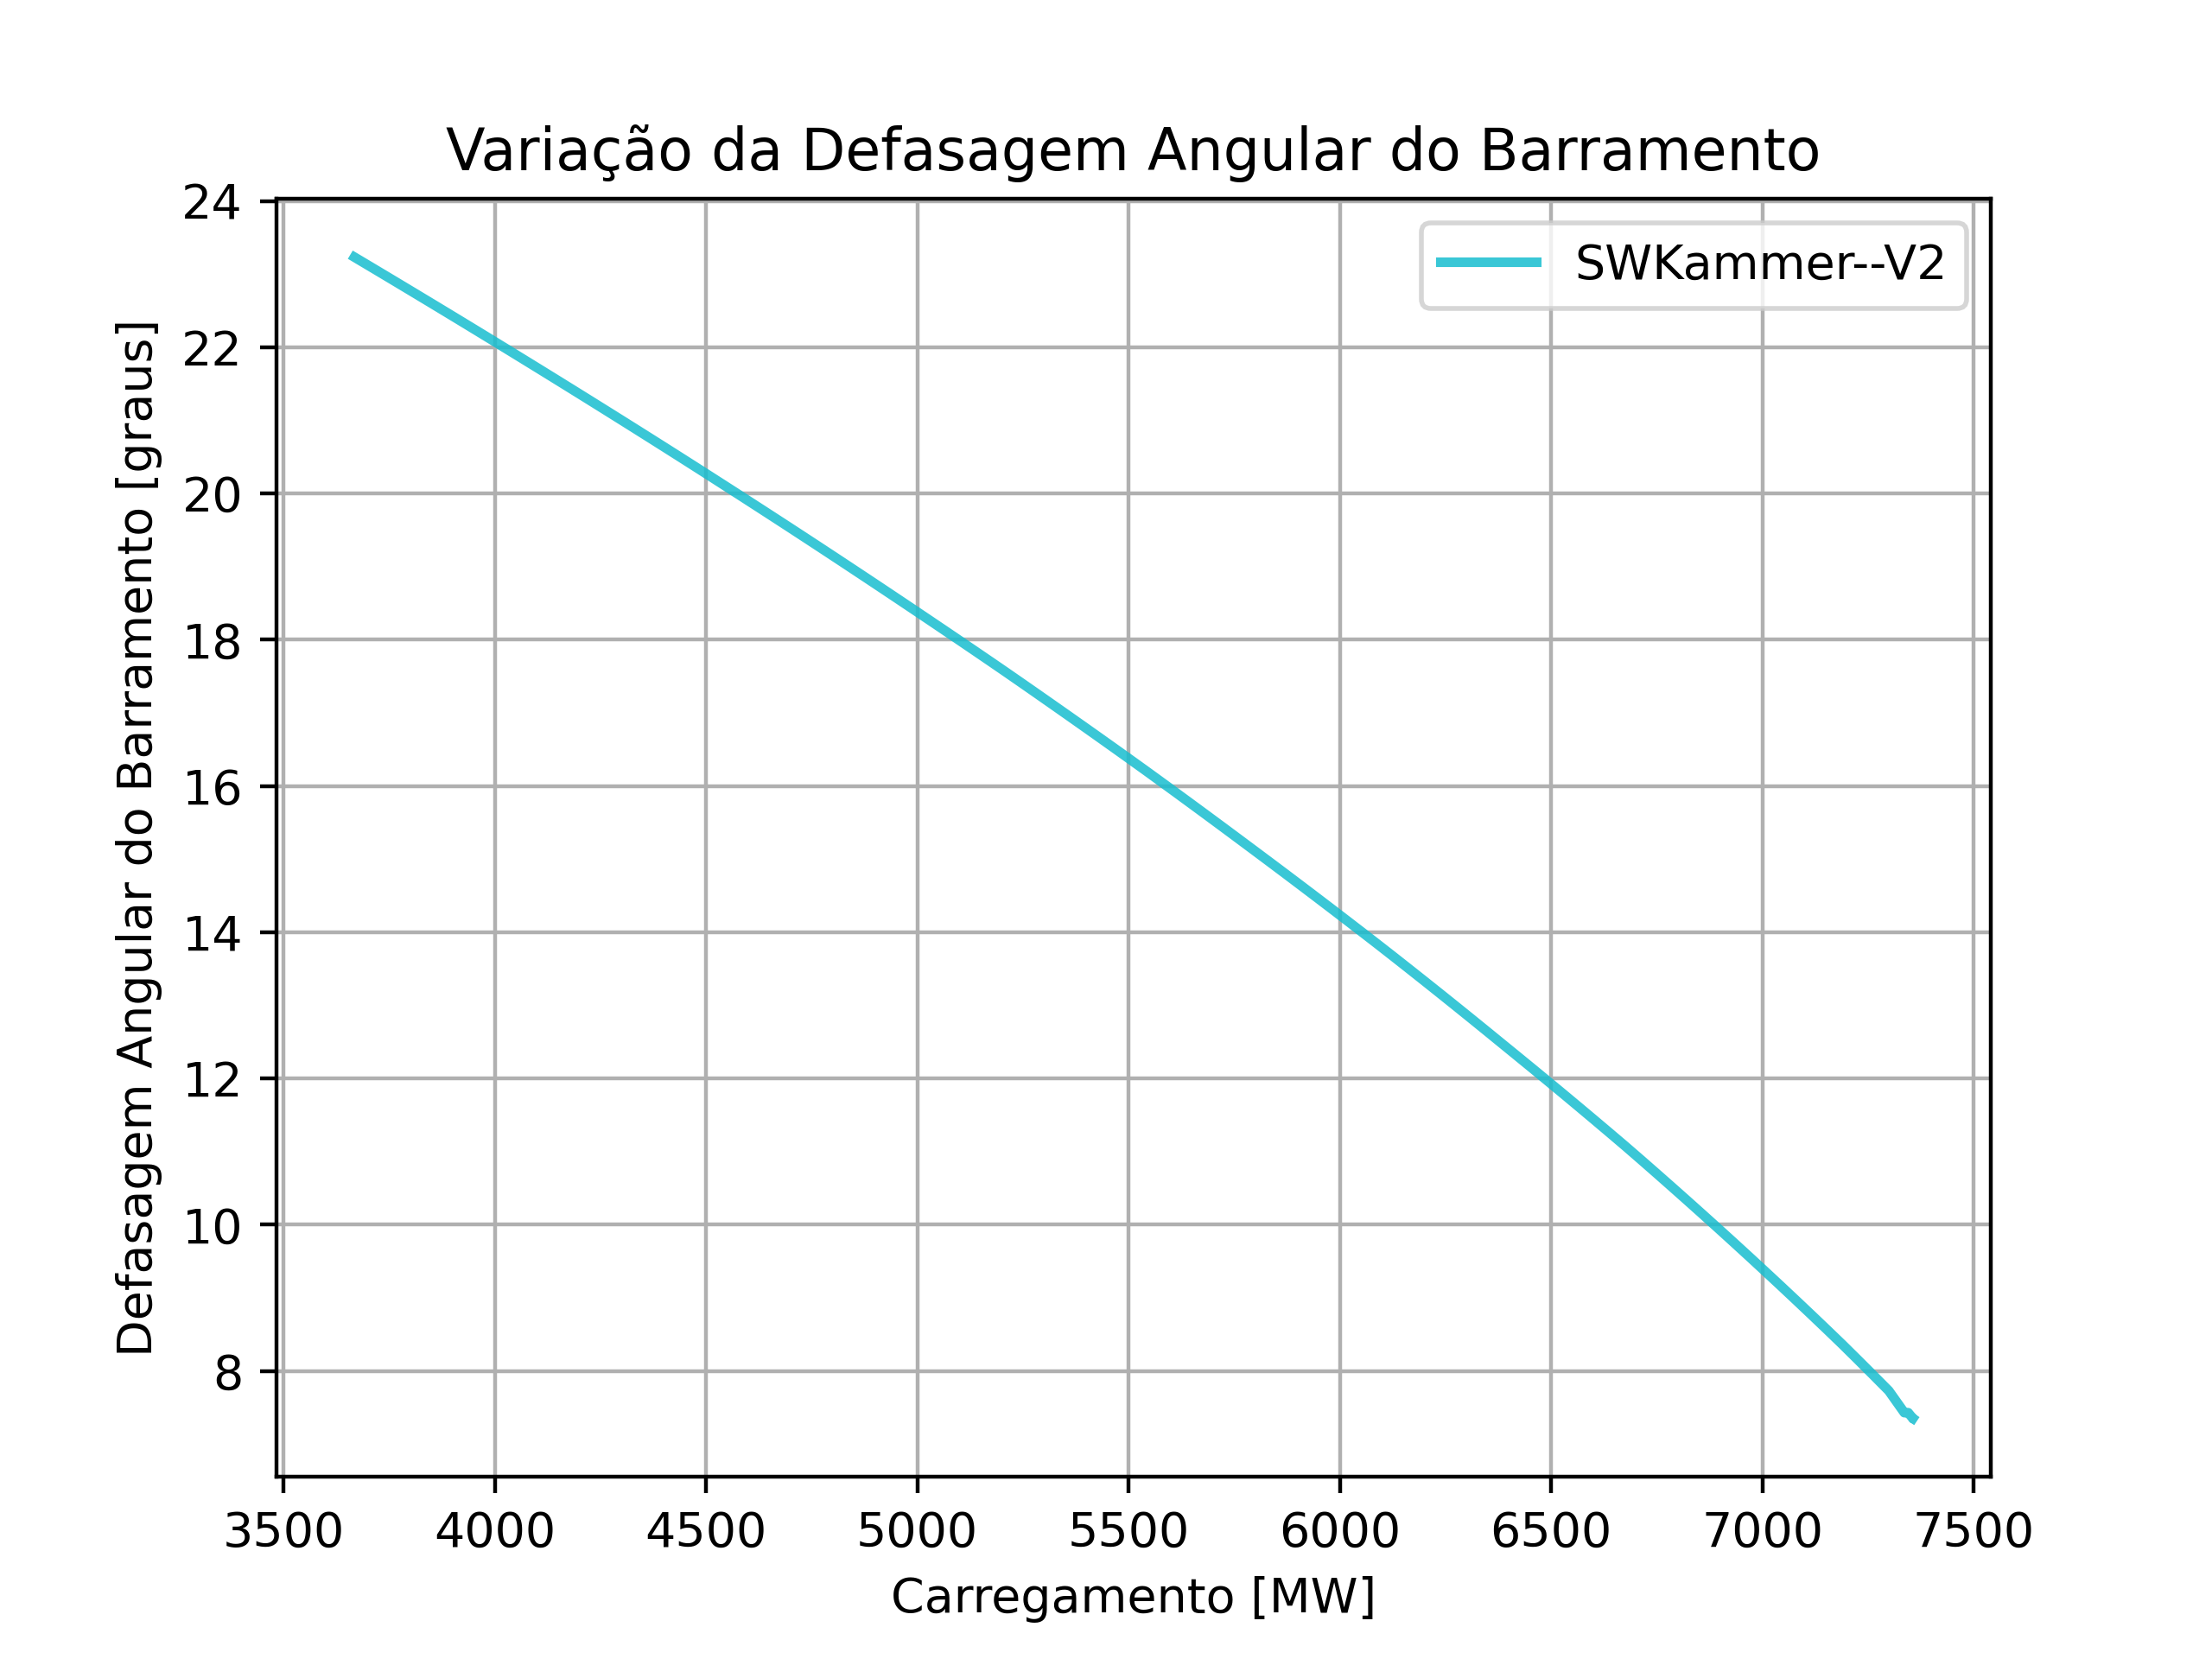 Variação da Defasagem Angular do Barramento
SWKammer--V2
Defasagem Angular do Barramento [graus]
24
22
20
18
16
14
12
10
8
3500 4000 4500 5000 5500 6000 6500 7000 7500
Carregamento [MW]